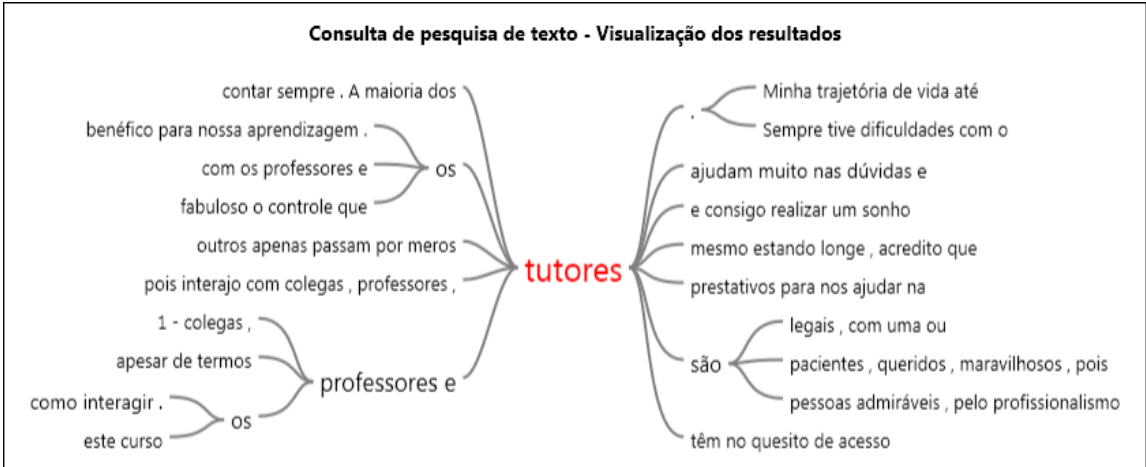 Consulta de pesquisa de texto - Visualização dos resultados
contar sempre . A maioria dos
benéfico para nossa aprendizagem .
com os professores e
fabuloso o controle que
os
outros apenas passam por meros
pois interajo com colegas , professores ,
1 - colegas ,
apesar de termos
como interagir .
este curso
os
professores e
tutores
.
Minha trajetória de vida até
Sempre tive dificuldades com o
ajudam muito nas dúvidas e
e consigo realizar um sonho
mesmo estando longe , acredito que
prestativos para nos ajudar na
são
legais , com uma ou
pacientes , queridos , maravilhosos , pois
pessoas admiráveis , pelo profissionalismo
têm no quesito de acesso